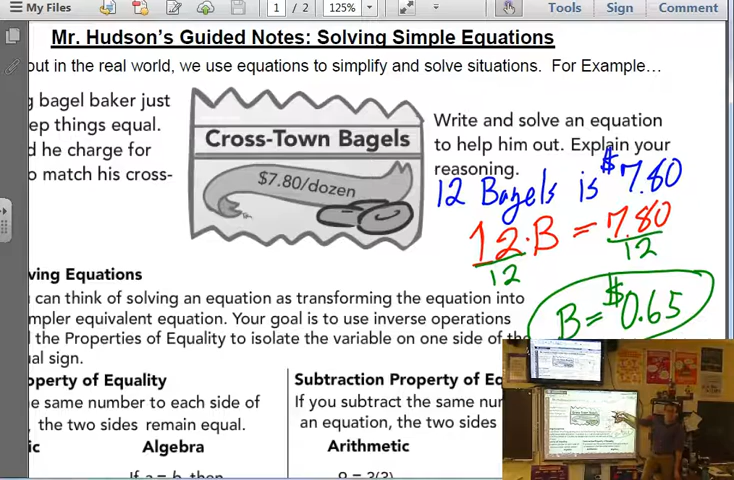 My Files
1 / 2
125%
Tools
Sign
Comment
Mr. Hudson's Guided Notes: Solving Simple Equations
out in the real world, we use equations to simplify and solve situations. For Example…
g bagel baker just
ep things equal.
d he charge for
o match his cross-
Cross-Town Bagels
$7.80/dozen
Write and solve an equation
to help him out. Explain your
reasoning.
12 Bagels is $7.80
12·B = 7.80
12 12
B = $0.65
ving Equations
can think of solving an equation as transforming the equation into
mpler equivalent equation. Your goal is to use inverse operations
the Properties of Equality to isolate the variable on one side of the
al sign.
operty of Equality
e same number to each side of
, the two sides remain equal.
ic Algebra
If a = b, then
Subtraction Property of Eq
If you subtract the same nur
an equation, the two sides
Arithmetic